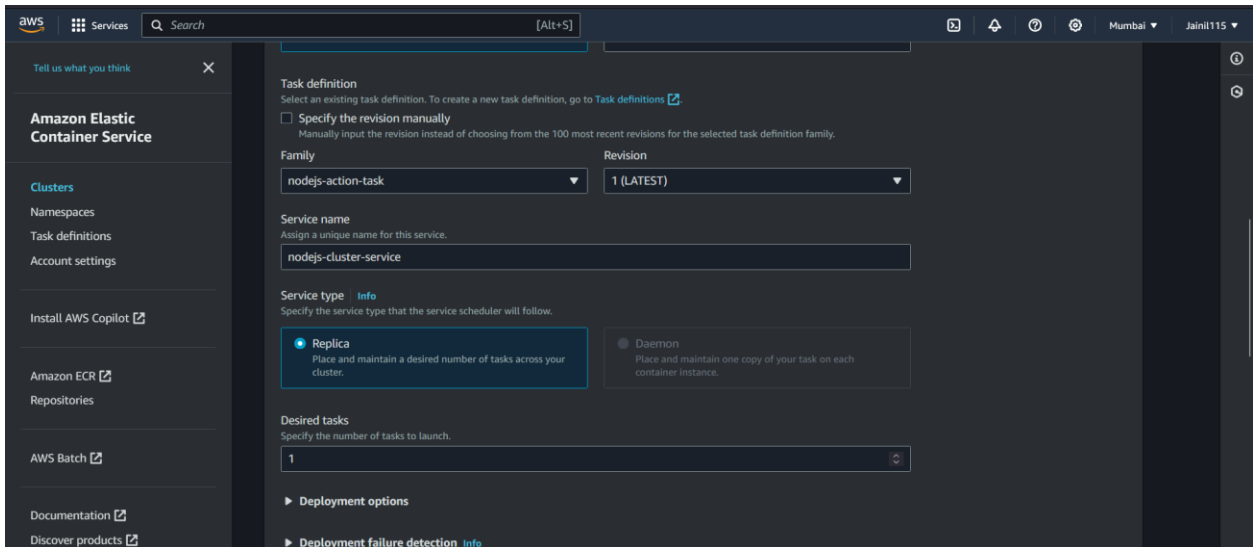 aws
Services
Search
[Alt+S]
Mumbai
Jainil115
Tell us what you think
Amazon Elastic
Container Service
Clusters
Namespaces
Task definitions
Account settings
Install AWS Copilot
Amazon ECR
Repositories
AWS Batch
Documentation
Discover products
Task definition
Select an existing task definition. To create a new task definition, go to Task definitions.
Specify the revision manually
Manually input the revision instead of choosing from the 100 most recent revisions for the selected task definition family.
Family
nodejs-action-task
Revision
1 (LATEST)
Service name
Assign a unique name for this service.
nodejs-cluster-service
Service type
Info
Specify the service type that the service scheduler will follow.
Replica
Place and maintain a desired number of tasks across your
cluster.
Daemon
Place and maintain one copy of your task on each
container instance.
Desired tasks
Specify the number of tasks to launch.
1
Deployment options
Deployment failure detection Info